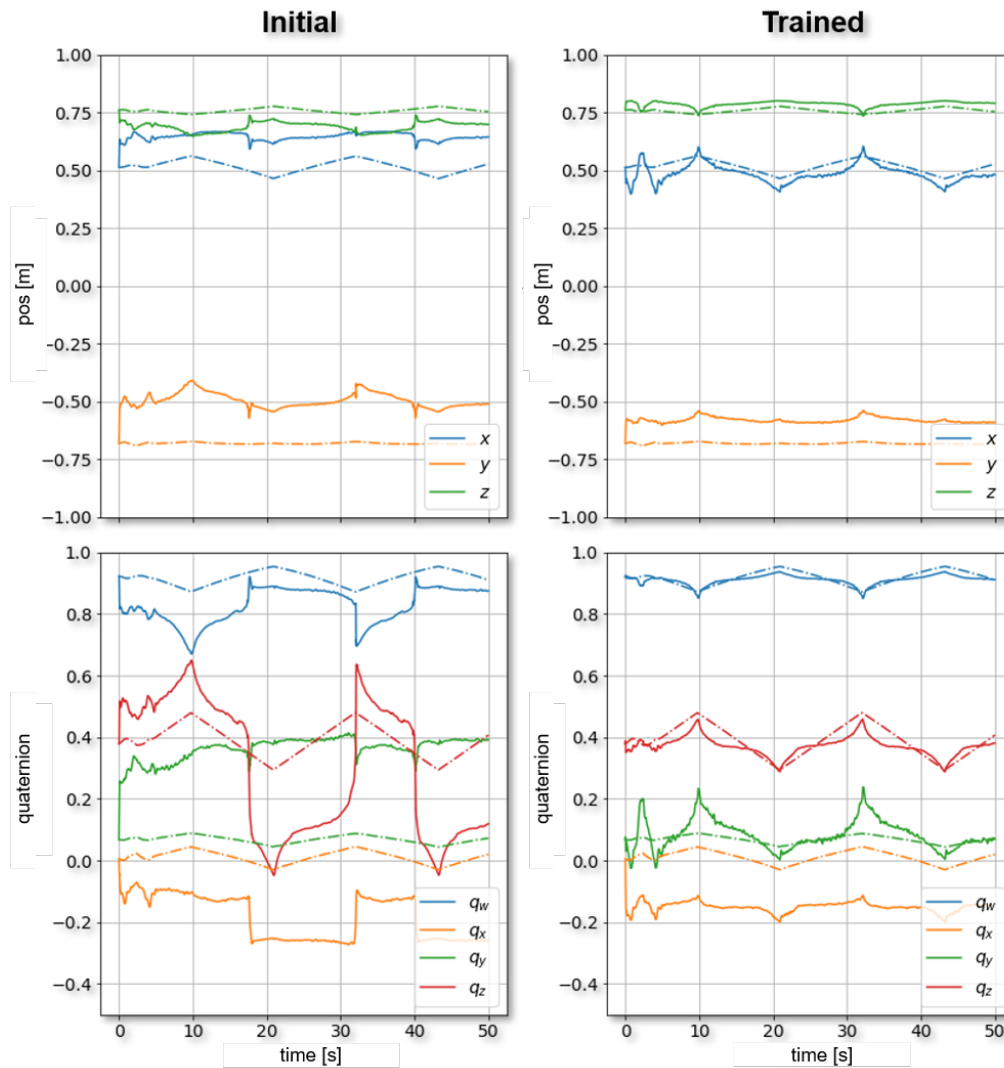 Initial
Trained
1.00
0.75
0.50
0.25
0.00
−0.25
−0.50
−0.75
−1.00
pos [m]
x
y
z
1.00
0.75
0.50
0.25
0.00
−0.25
−0.50
−0.75
−1.00
pos [m]
x
y
z
1.0
0.8
0.6
0.4
0.2
0.0
−0.2
−0.4
quaternion
q_w
q_x
q_y
q_z
0 10 20 30 40 50
time [s]
1.0
0.8
0.6
0.4
0.2
0.0
−0.2
−0.4
quaternion
q_w
q_x
q_y
q_z
0 10 20 30 40 50
time [s]